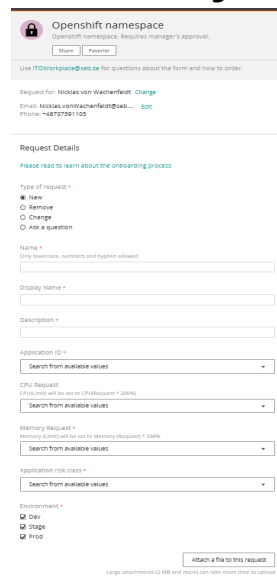 Openshift namespace
Openshift namespace. Requires manager's approval.
Share Favorite
Use ITOWorkplace@seb.se for questions about the form and how to order.
Request for: Nicklas von Wachenfeldt Change
Email: Nicklas.vonWachenfeldt@seb.... Edit
Phone: +46707391105
Request Details
Please read to learn about the onboarding process
Type of request *
New
Remove
Change
Ask a question
Name *
Only lowercase, numbers and hyphen allowed
Display Name *
Description *
Application ID *
Search from available values
CPU Request
CPU(Limit) will be set to CPU(Request * 200%)
Search from available values
Memory Request *
Memory (Limit) will be set to Memory (Request) * 200%
Search from available values
Application risk class *
Search from available values
Environment *
Dev
Stage
Prod
Attach a file to this request
Large attachments (2 MB and more) can take more time to upload